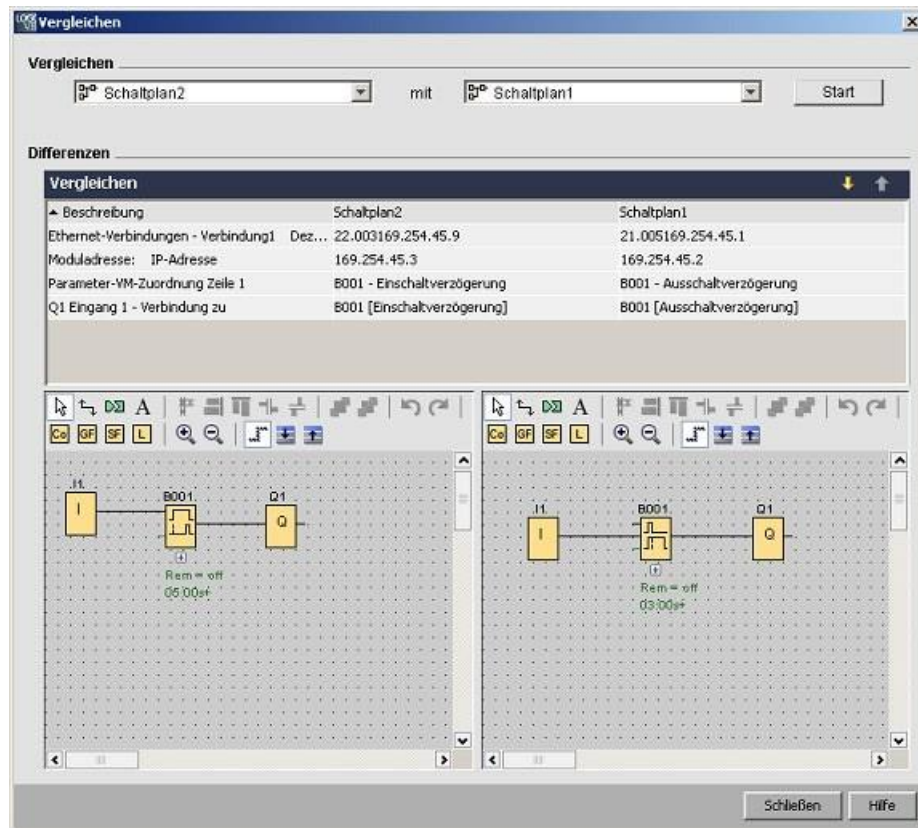 Vergleichen
Vergleichen
Schaltplan2 mit Schaltplan1 Start
Differenzen
Vergleichen
Beschreibung Schaltplan2 Schaltplan1
Ethernet-Verbindungen - Verbindung1 Dez... 22.003169.254.45.9 21.005169.254.45.1
Moduladresse: IP-Adresse 169.254.45.3 169.254.45.2
Parameter-VM-Zuordnung Zeile 1 B001 - Einschaltverzögerung B001 - Ausschaltverzögerung
Q1 Eingang 1 - Verbindung zu B001 [Einschaltverzögerung] B001 [Ausschaltverzögerung]
A
Co GF SF L
.I1. B001. Q1
I Q
Rem = off
05:00s+
A
Co GF SF L
.I1. B001. Q1
I Q
Rem = off
03:00s+
Schließen Hilfe